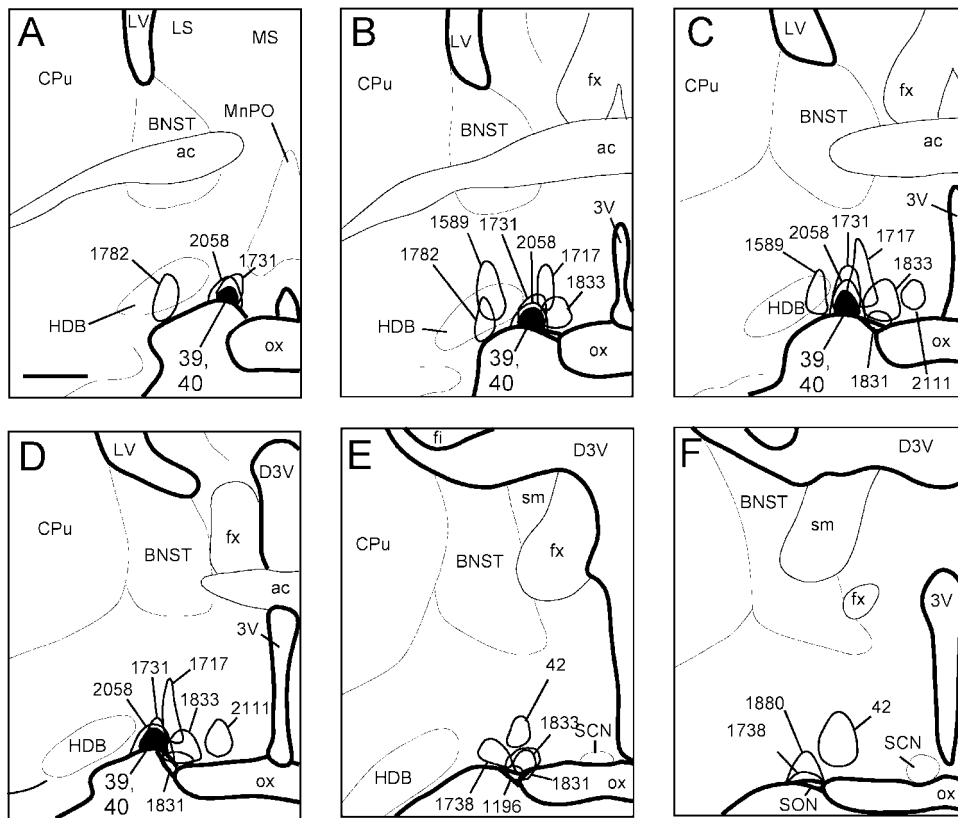 A
LV
LS
MS
CPu
MnPO
BNST
ac
1782
2058
1731
HDB
39,
40
ox
B
LV
fx
BNST
ac
3V
1589
1731
2058
1717
1782
1833
HDB
39,
40
ox
C
LV
CPu
fx
BNST
ac
3V
1731
2058
1717
1589
1833
HDB
39,
40
ox
1831
2111
D
LV
D3V
CPu
fx
BNST
ac
3V
1731
1717
2058
1833
2111
HDB
39,
40
1831
ox
E
fi
D3V
sm
CPu
BNST
fx
42
1833
SCN
HDB
1738
1196
1831
ox
F
BNST
sm
fx
3V
1880
42
1738
SCN
SON
ox